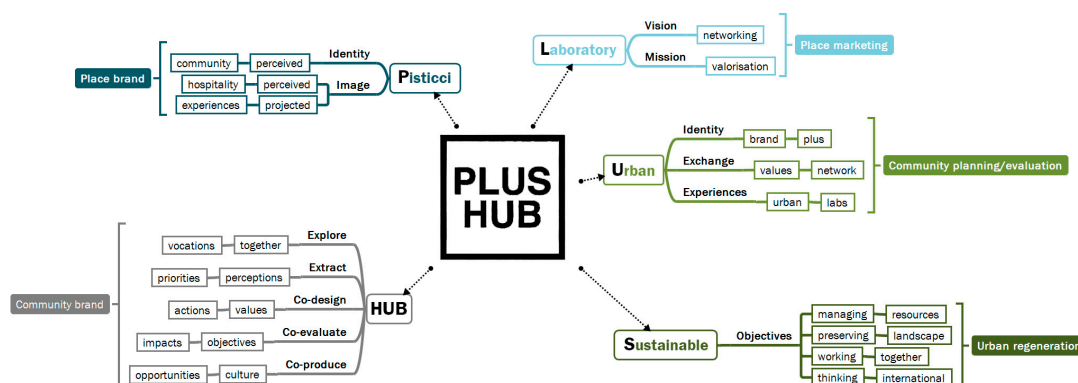 PLUS
HUB
Pisticci
Identity
perceived
community
Image
perceived
hospitality
projected
experiences
Place brand
Laboratory
Vision
networking
Mission
valorisation
Place marketing
Urban
Identity
brand
plus
Exchange
values
network
Experiences
urban
labs
Community planning/evaluation
Sustainable
Objectives
managing
resources
preserving
landscape
working
together
thinking
international
Urban regeneration
HUB
Explore
together
vocations
Extract
perceptions
priorities
Co-design
values
actions
Co-evaluate
objectives
impacts
Co-produce
culture
opportunities
Community brand